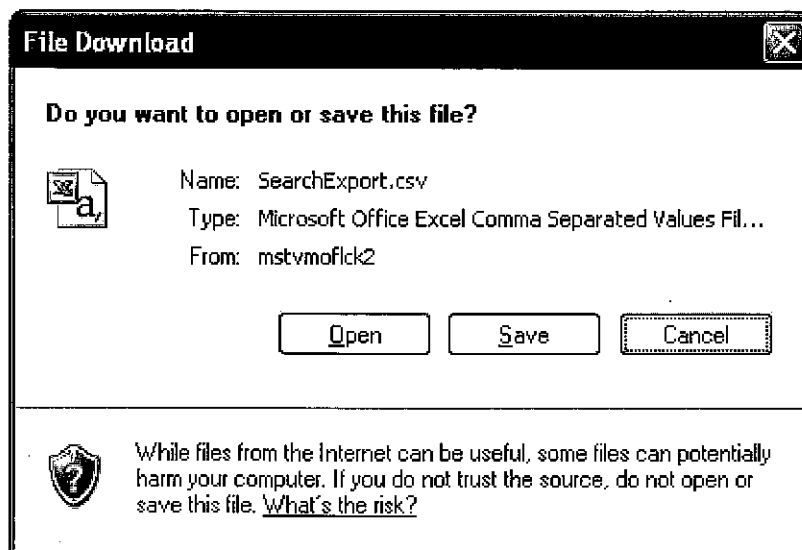 File Download
Do you want to open or save this file?
Name: SearchExport.csv
Type: Microsoft Office Excel Comma Separated Values Fil...
From: mstvmoflck2
Open Save Cancel
While files from the Internet can be useful, some files can potentially
harm your computer. If you do not trust the source, do not open or
save this file. What's the risk?